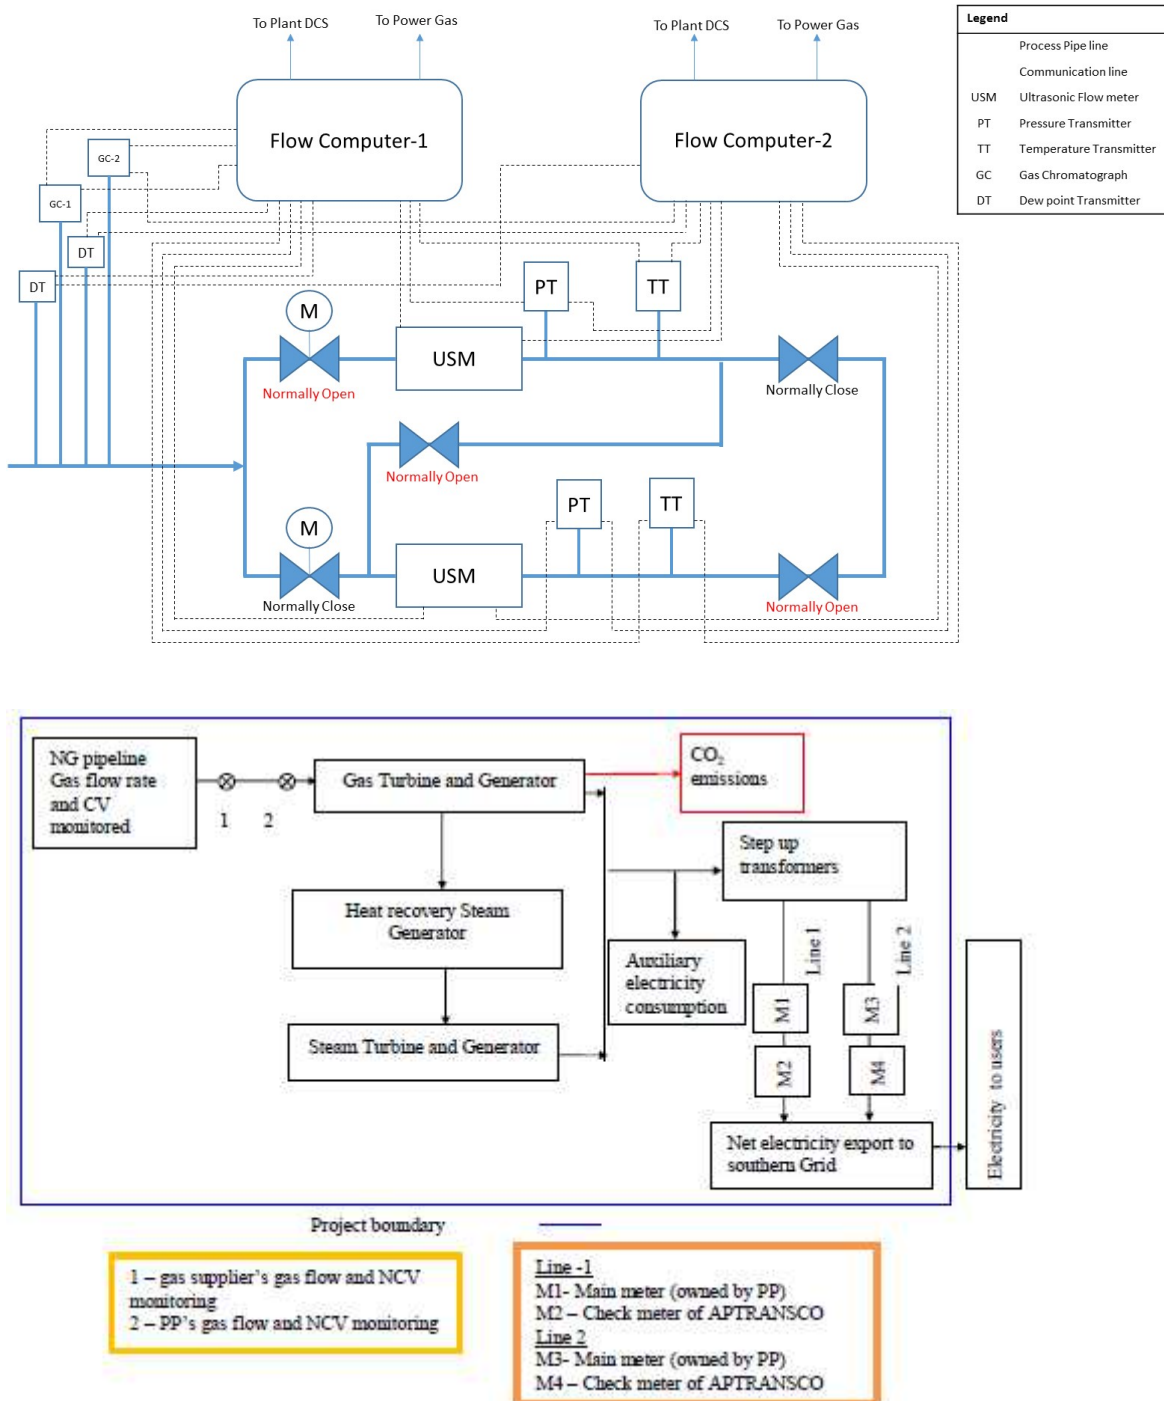 To Plant DCS
To Power Gas
To Plant DCS
To Power Gas
Legend
Process Pipe line
Communication line
USM Ultrasonic Flow meter
PT Pressure Transmitter
TT Temperature Transmitter
GC Gas Chromatograph
DT Dew point Transmitter
Flow Computer-1
Flow Computer-2
GC-2
GC-1
DT
DT
M
PT
TT
USM
Normally Open
Normally Close
Normally Open
M
PT
TT
USM
Normally Close
Normally Open
NG pipeline
Gas flow rate
and CV
monitored
1
2
Gas Turbine and Generator
CO2
emissions
Step up
transformers
Heat recovery Steam
Generator
Auxiliary
electricity
consumption
Line 1
Line 2
Steam Turbine and Generator
M1
M3
M2
M4
Net electricity export to
southern Grid
Electricity to users
Project boundary
1 – gas supplier's gas flow and NCV
monitoring
2 – PP's gas flow and NCV monitoring
Line -1
M1- Main meter (owned by PP)
M2 – Check meter of APTRANSCO
Line 2
M3- Main meter (owned by PP)
M4 – Check meter of APTRANSCO